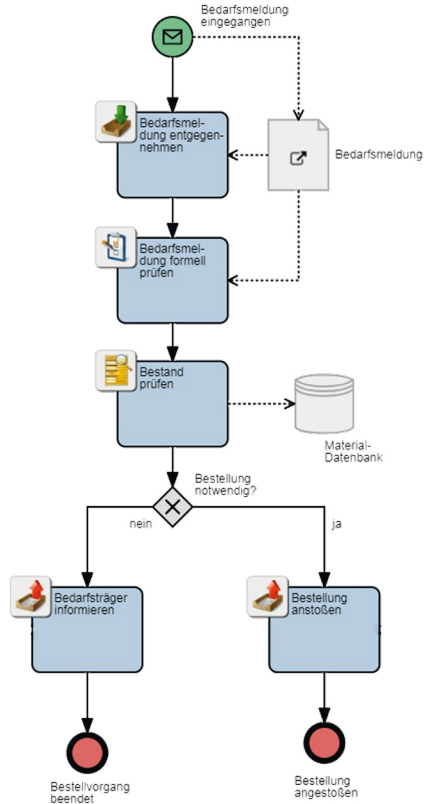 Bedarfsmeldung
eingegangen
Bedarfsmel-
dung entgegen-
nehmen
Bedarfsmeldung
Bedarfsmel-
dung formell
prüfen
Bestand
prüfen
Material-
Datenbank
Bestellung
notwendig?
nein
ja
Bedarfsträger
informieren
Bestellung
anstoßen
Bestellvorgang
beendet
Bestellung
angestoßen